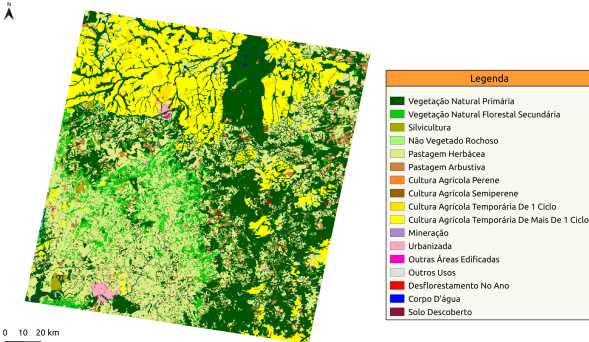 N
Legenda
Vegetação Natural Primária
Vegetação Natural Florestal Secundária
Silvicultura
Não Vegetado Rochoso
Pastagem Herbácea
Pastagem Arbustiva
Cultura Agrícola Perene
Cultura Agrícola Semiperene
Cultura Agrícola Temporária De 1 Ciclo
Cultura Agrícola Temporária De Mais De 1 Ciclo
Mineração
Urbanizada
Outras Áreas Edificadas
Outros Usos
Desflorestamento No Ano
Corpo D'água
Solo Descoberto
0 10 20 km